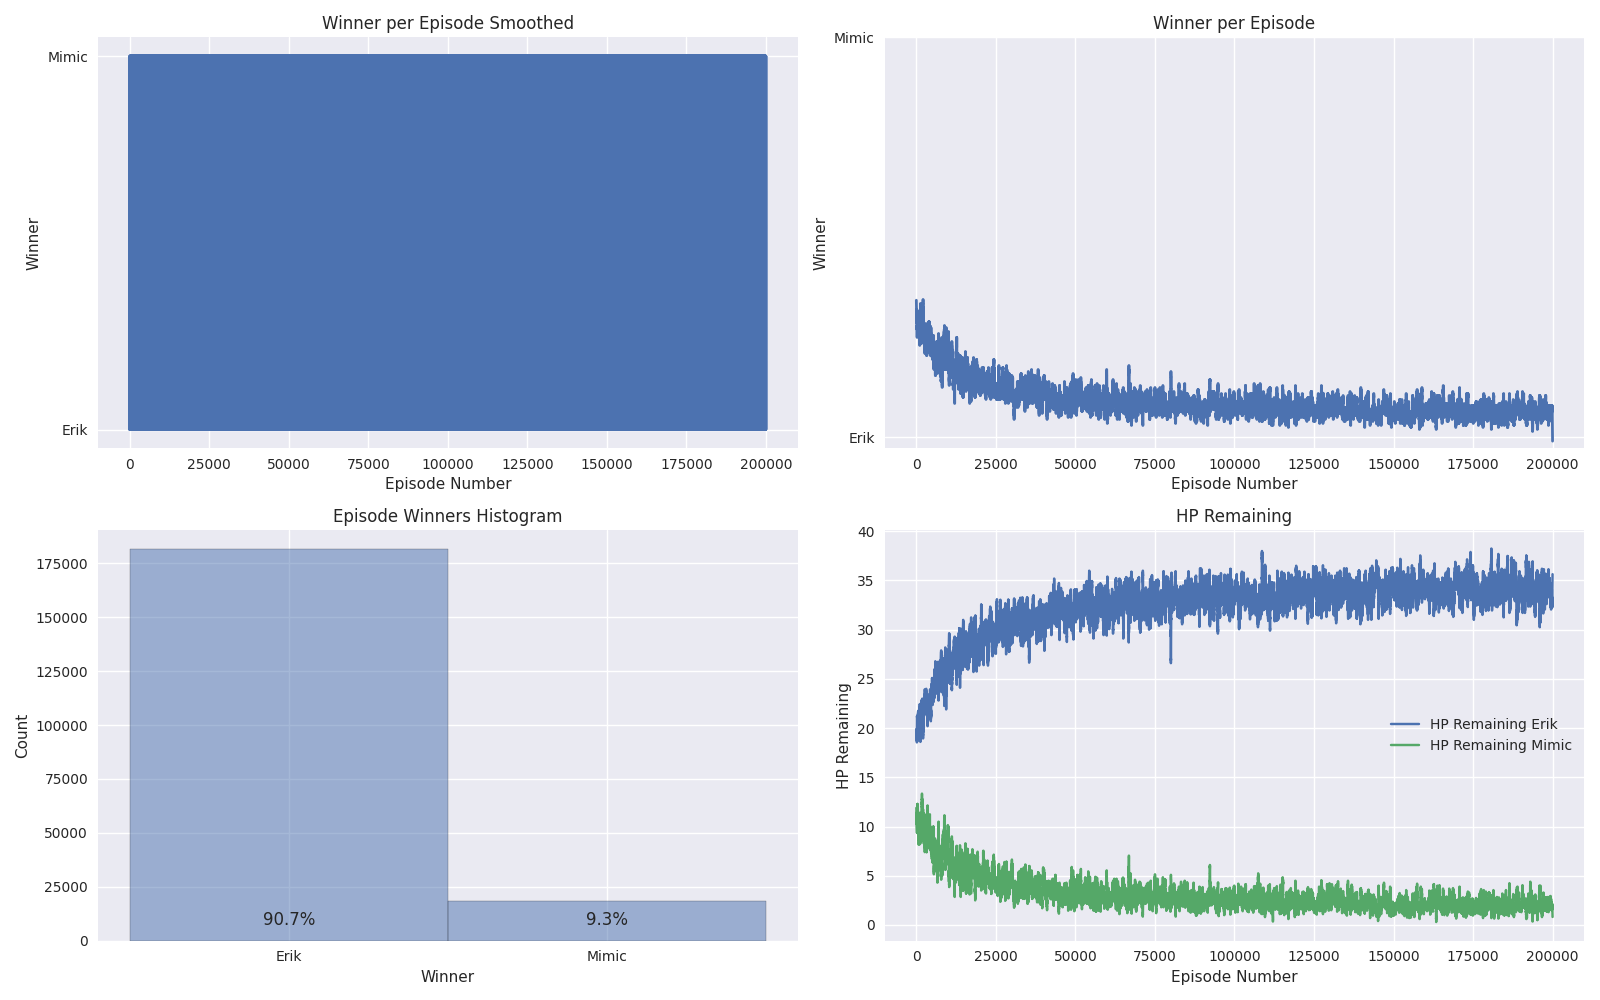 Winner per Episode Smoothed
Mimic
Erik
Winner
0 25000 50000 75000 100000 125000 150000 175000 200000
Episode Number
Winner per Episode
Mimic
Erik
Winner
0 25000 50000 75000 100000 125000 150000 175000 200000
Episode Number
Episode Winners Histogram
175000
150000
125000
100000
75000
50000
25000
0
Count
90.7% 9.3%
Erik Mimic
Winner
HP Remaining
40
35
30
25
20
15
10
5
0
HP Remaining
HP Remaining Erik
HP Remaining Mimic
0 25000 50000 75000 100000 125000 150000 175000 200000
Episode Number